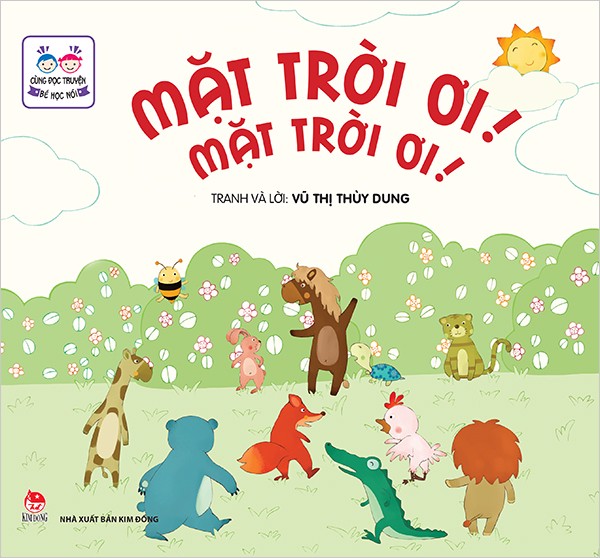 CÙNG ĐỌC TRUYỆN
BÉ HỌC NÓI
MẶT TRỜI ƠI!
MẶT TRỜI ƠI!
TRANH VÀ LỜI: VŨ THỊ THÙY DUNG
KIM ĐỒNG
NHÀ XUẤT BẢN KIM ĐỒNG